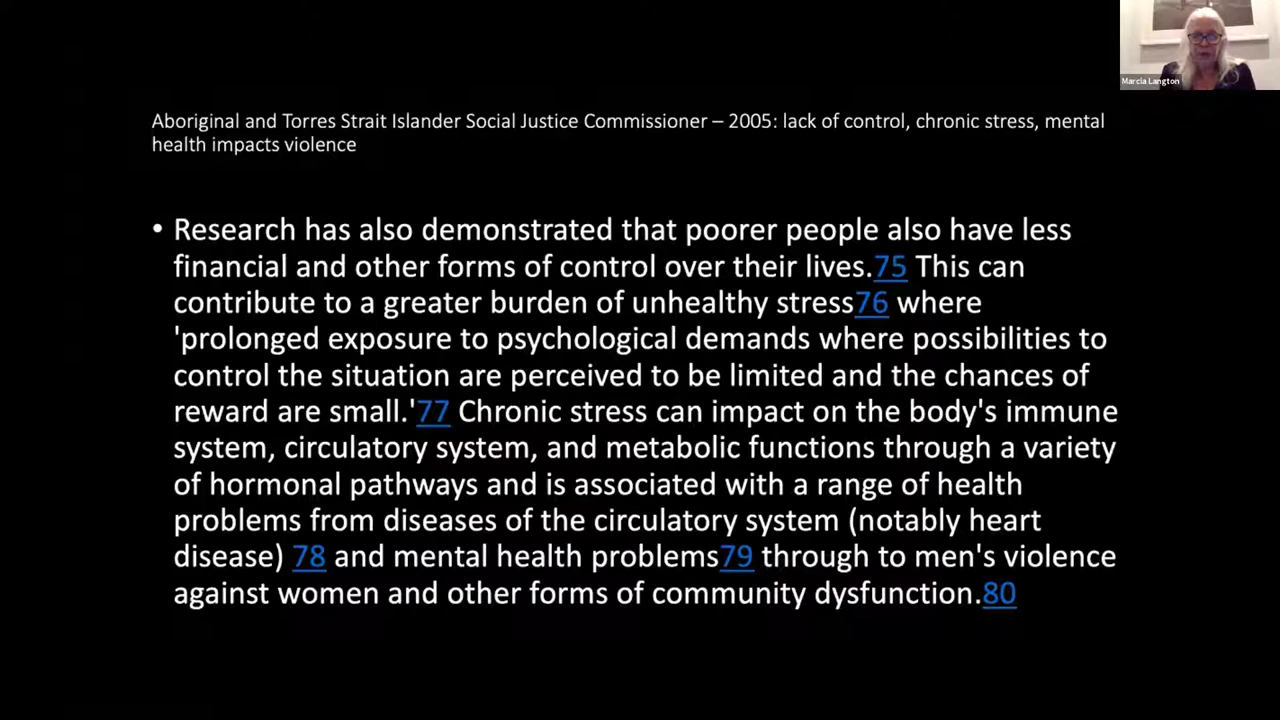 Marcia Langton
Aboriginal and Torres Strait Islander Social Justice Commissioner – 2005: lack of control, chronic stress, mental
health impacts violence
• Research has also demonstrated that poorer people also have less
financial and other forms of control over their lives.75 This can
contribute to a greater burden of unhealthy stress76 where
'prolonged exposure to psychological demands where possibilities to
control the situation are perceived to be limited and the chances of
reward are small.'77 Chronic stress can impact on the body's immune
system, circulatory system, and metabolic functions through a variety
of hormonal pathways and is associated with a range of health
problems from diseases of the circulatory system (notably heart
disease) 78 and mental health problems79 through to men's violence
against women and other forms of community dysfunction.80